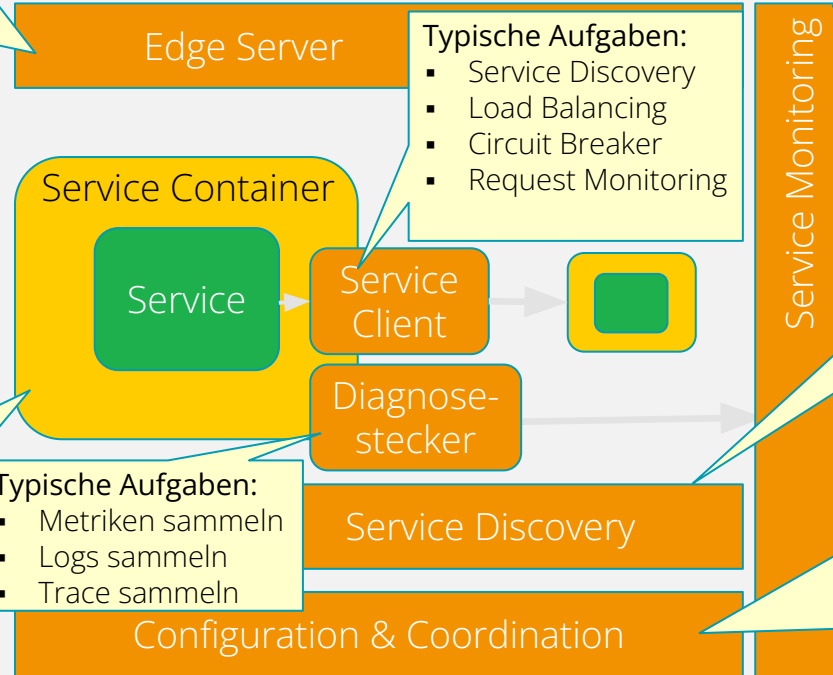 Edge Server
Typische Aufgaben:
▪ Service Discovery
▪ Load Balancing
▪ Circuit Breaker
▪ Request Monitoring
Service Monitoring
Service Container
Service
Service
Client
Diagnose-
stecker
Typische Aufgaben:
▪ Metriken sammeln
▪ Logs sammeln
▪ Trace sammeln
Service Discovery
Configuration & Coordination